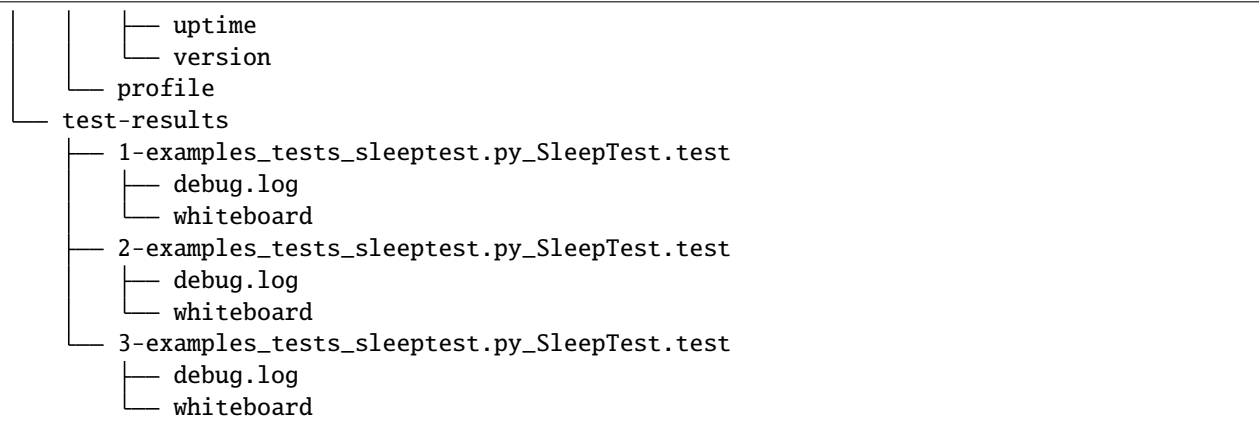 │   │   ├── uptime
│   │   └── version
│   └── profile
└── test-results
    ├── 1-examples_tests_sleeptest.py_SleepTest.test
    │   ├── debug.log
    │   └── whiteboard
    ├── 2-examples_tests_sleeptest.py_SleepTest.test
    │   ├── debug.log
    │   └── whiteboard
    └── 3-examples_tests_sleeptest.py_SleepTest.test
        ├── debug.log
        └── whiteboard